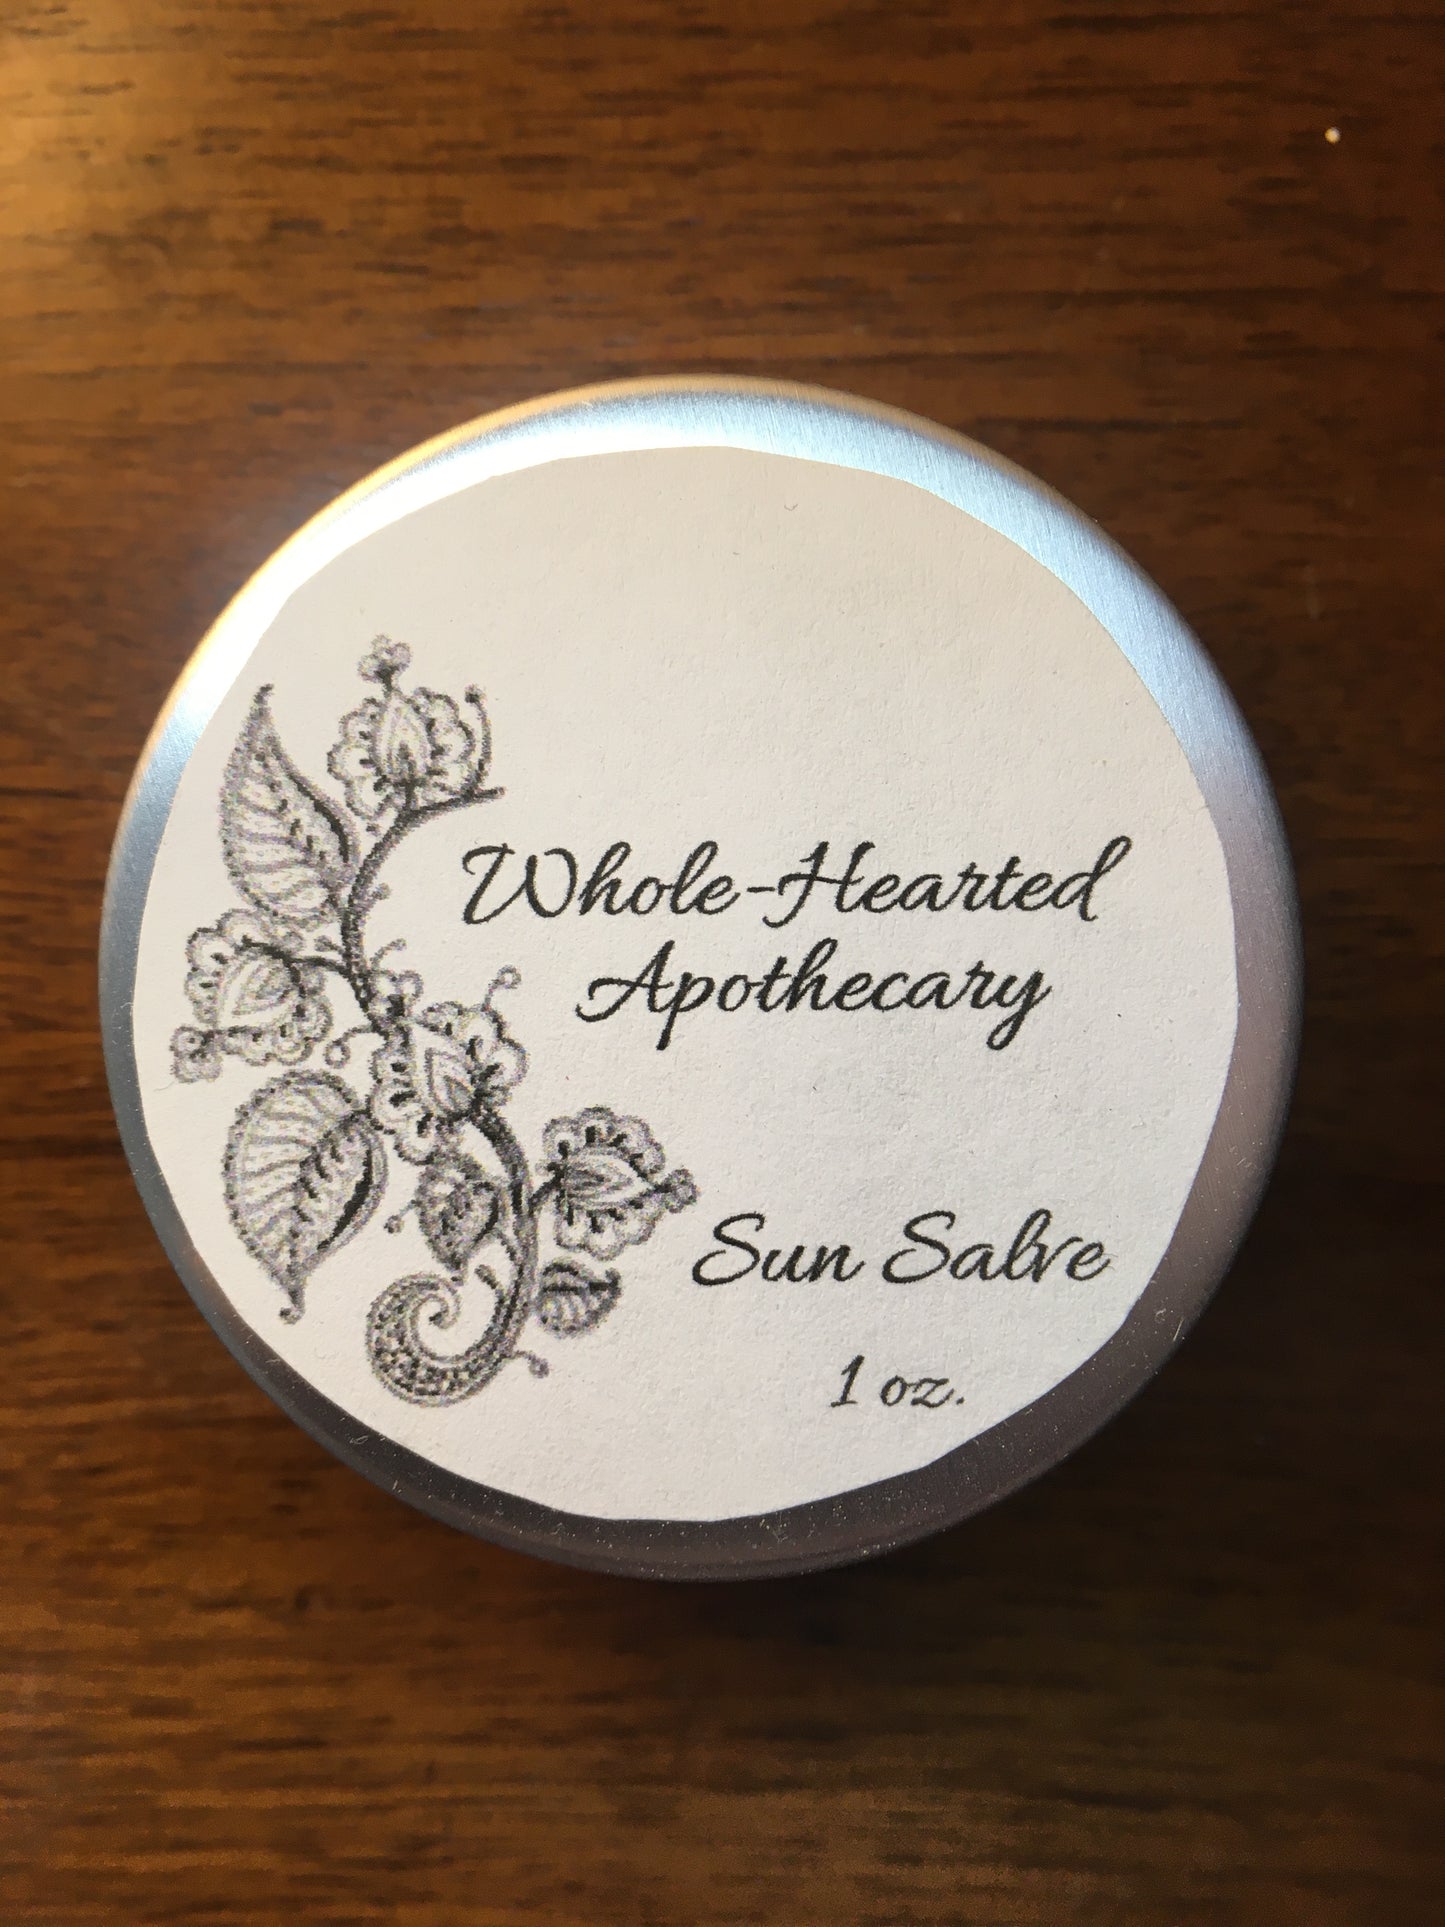 Whole-Hearted
Apothecary
Sun Salve
1 oz.